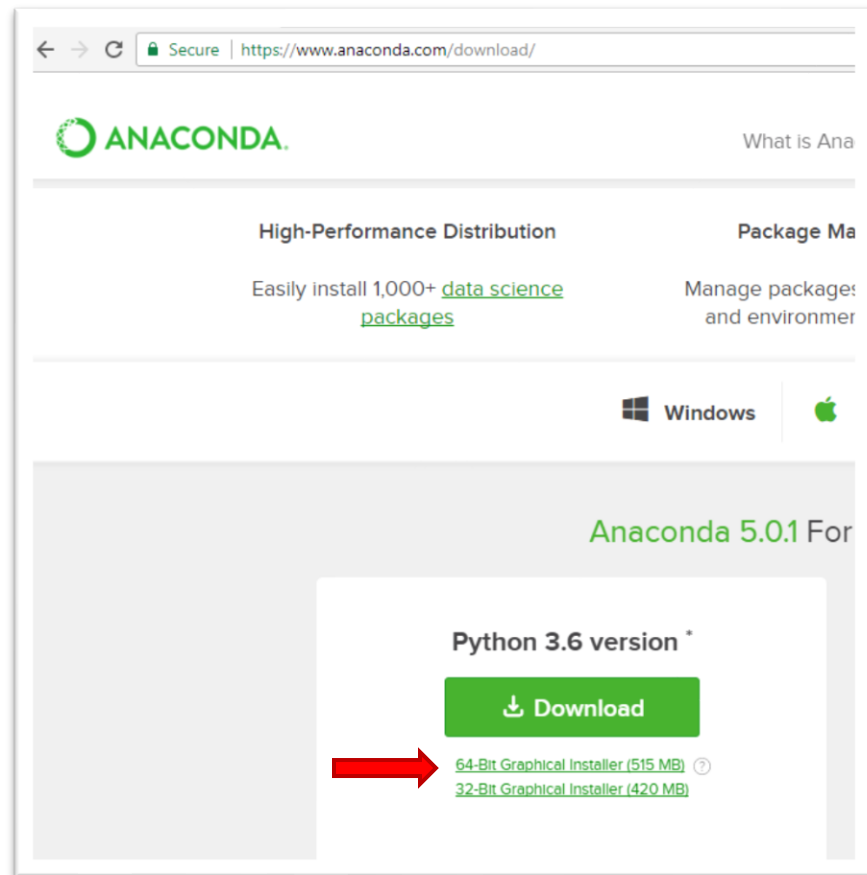 Secure | https://www.anaconda.com/download/
ANACONDA.
What is Ana
High-Performance Distribution
Package Ma
Easily install 1,000+ data science
packages
Manage packages
and environmen
Windows
Anaconda 5.0.1 For
Python 3.6 version *
Download
64-Bit Graphical Installer (515 MB) ?
32-Bit Graphical Installer (420 MB)